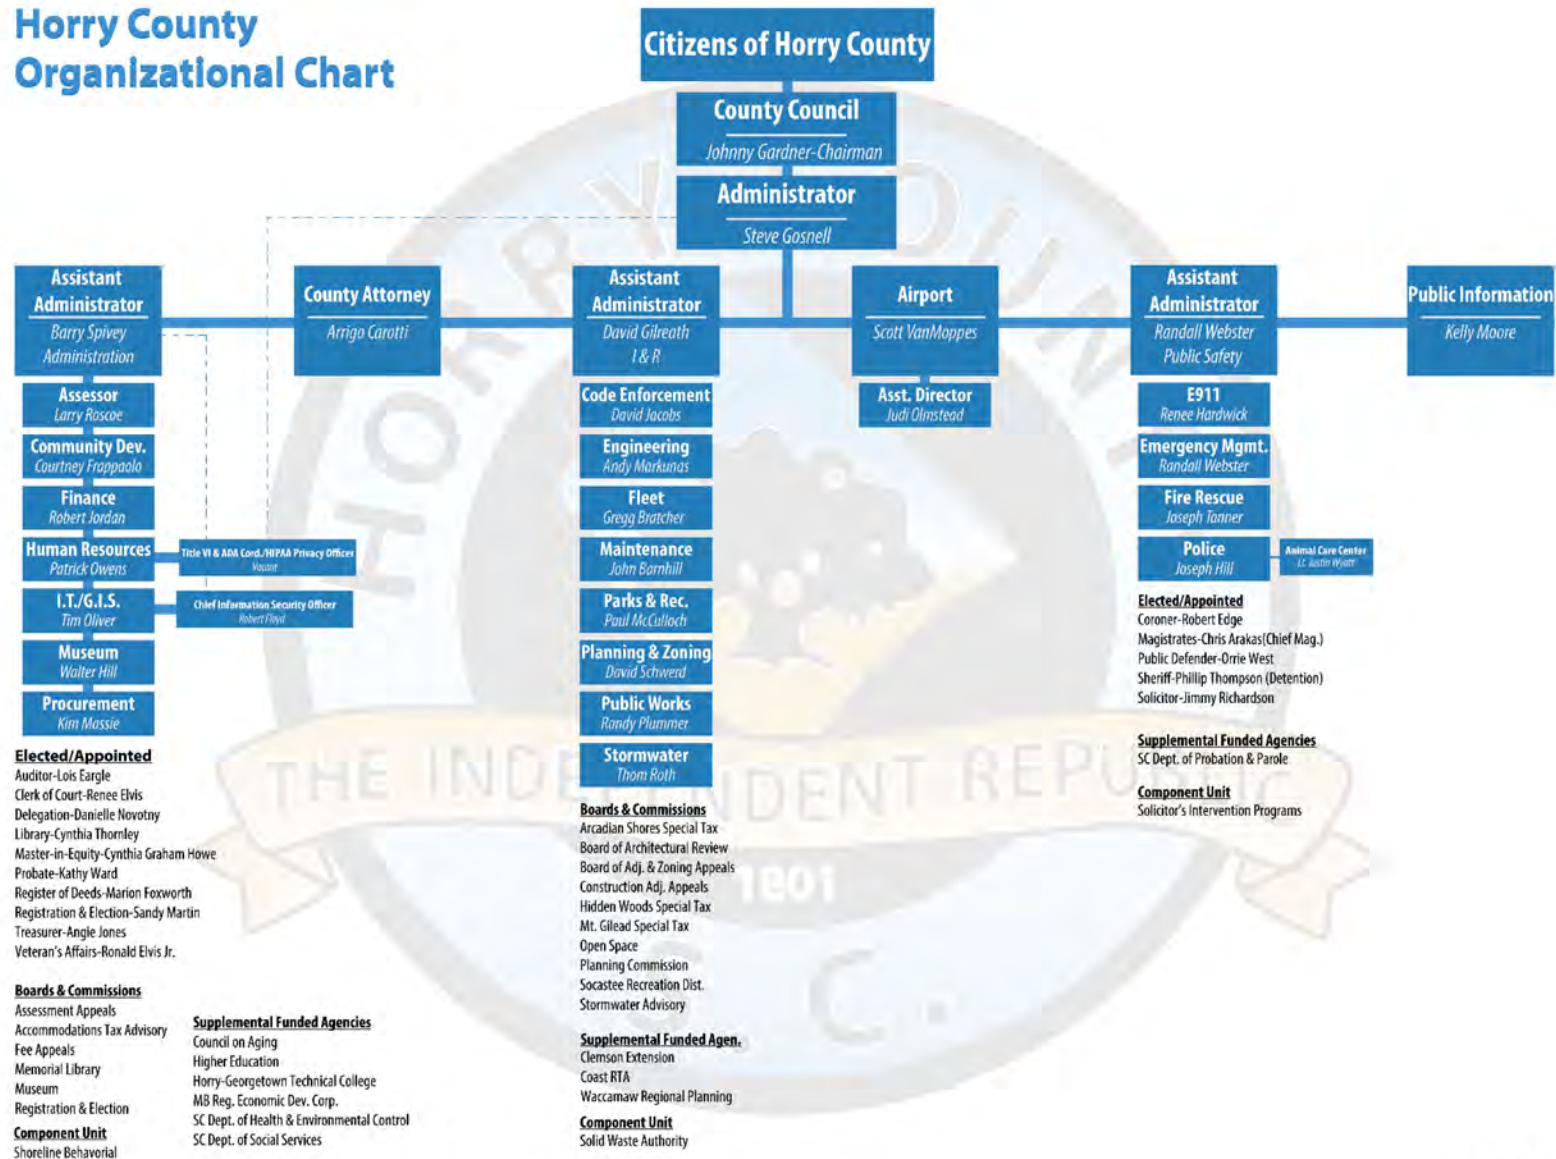 Horry County
Organizational Chart
Citizens of Horry County
County Council
Johnny Gardner-Chairman
Administrator
Steve Gosnell
Assistant
Administrator
Barry Spivey
Administration
County Attorney
Arrigo Carotti
Assistant
Administrator
David Gilreath
I & R
Airport
Scott VanMoppes
Assistant
Administrator
Randall Webster
Public Safety
Public Information
Kelly Moore
Assessor
Larry Roscoe
Community Dev.
Courtney Frappaolo
Finance
Robert Jordan
Human Resources
Patrick Owens
Title VI & ADA Cord./HIPAA Privacy Officer
Vacant
I.T./G.I.S.
Tim Oliver
Chief Information Security Officer
Robert Floyd
Museum
Walter Hill
Procurement
Kim Massie
Elected/Appointed
Auditor-Lois Eargle
Clerk of Court-Renee Elvis
Delegation-Danielle Novotny
Library-Cynthia Thornley
Master-in-Equity-Cynthia Graham Howe
Probate-Kathy Ward
Register of Deeds-Marion Foxworth
Registration & Election-Sandy Martin
Treasurer-Angie Jones
Veteran's Affairs-Ronald Elvis Jr.
Boards & Commissions
Assessment Appeals
Accommodations Tax Advisory
Fee Appeals
Memorial Library
Museum
Registration & Election
Component Unit
Shoreline Behavorial
Supplemental Funded Agencies
Council on Aging
Higher Education
Horry-Georgetown Technical College
MB Reg. Economic Dev. Corp.
SC Dept. of Health & Environmental Control
SC Dept. of Social Services
Code Enforcement
David Jacobs
Engineering
Andy Markunas
Fleet
Gregg Bratcher
Maintenance
John Barnhill
Parks & Rec.
Paul McCulloch
Planning & Zoning
David Schwerd
Public Works
Randy Plummer
Stormwater
Thom Roth
Boards & Commissions
Arcadian Shores Special Tax
Board of Architectural Review
Board of Adj. & Zoning Appeals
Construction Adj. Appeals
Hidden Woods Special Tax
Mt. Gilead Special Tax
Open Space
Planning Commission
Socastee Recreation Dist.
Stormwater Advisory
Supplemental Funded Agen.
Clemson Extension
Coast RTA
Waccamaw Regional Planning
Component Unit
Solid Waste Authority
Asst. Director
Judi Olmstead
E911
Renee Hardwick
Emergency Mgmt.
Randall Webster
Fire Rescue
Joseph Tanner
Police
Joseph Hill
Animal Care Center
Lt. Justin Wyatt
Elected/Appointed
Coroner-Robert Edge
Magistrates-Chris Arakas(Chief Mag.)
Public Defender-Orrie West
Sheriff-Phillip Thompson (Detention)
Solicitor-Jimmy Richardson
Supplemental Funded Agencies
SC Dept. of Probation & Parole
Component Unit
Solicitor's Intervention Programs
HORRY COUNTY
THE INDEPENDENT REPUBLIC
1801
S. C.